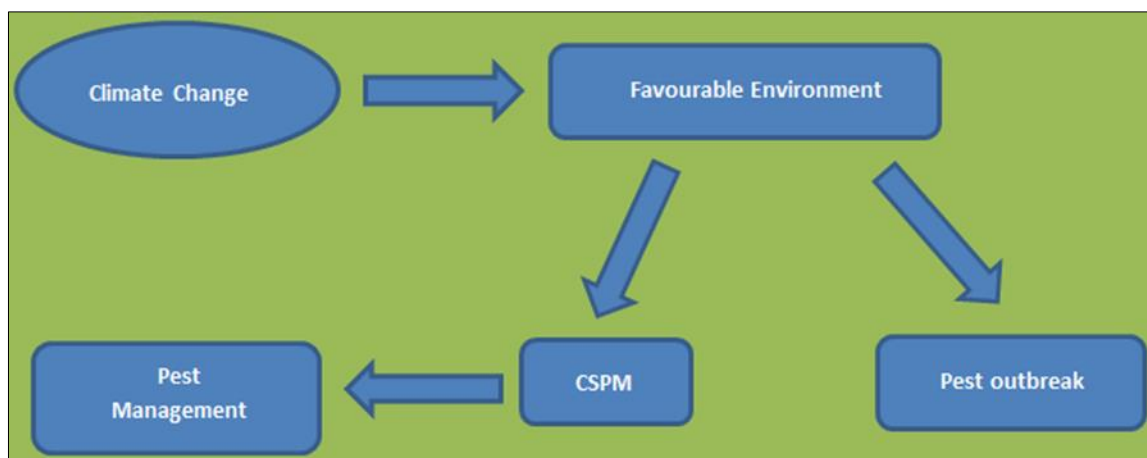 Climate Change
Favourable Environment
Pest
Management
CSPM
Pest outbreak